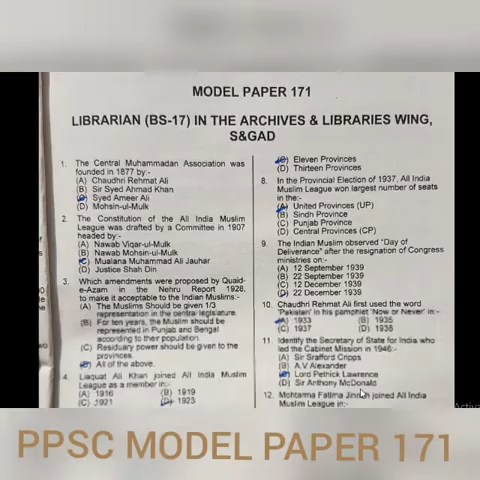 MODEL PAPER 171
LIBRARIAN (BS-17) IN THE ARCHIVES & LIBRARIES WING,
S&GAD
1. The Central Muhammadan Association was
founded in 1877 by:-
(A) Chaudhri Rehmat Ali
(B) Sir Syed Ahmad Khan
Syed Ameer Ali
(D) Mohsin-ul-Mulk
2. The Constitution of the All India Muslim
League was drafted by a Committee in 1907
headed by:-
(A) Nawab Viqar-ul-Mulk
(B) Nawab Mohsin-ul-Mulk
(C) Mualana Muhammad Ali Jauhar
(D) Justice Shah Din
3. Which amendments were proposed by Quaid-
e-Azam in the Nehru Report 1928,
to make it acceptable to the Indian Muslims:-
(A) The Muslims Should be given 1/3
representation in the central legislature.
(B) For ten years, the Muslim should be
represented in Punjab and Bengal
according to their population.
(C) Residuary power should be given to the
provinces.
All of the above.
4. Liaquat Ali Khan joined All India Muslim
League as a member in:-
(A) 1916 (B) 1919
(C) 1921 (D) 1923
Eleven Provinces
(D) Thirteen Provinces
8. In the Provincial Election of 1937, All India
Muslim League won largest number of seats
in the:-
(A) United Provinces (UP)
(B) Sindh Province
(C) Punjab Province
(D) Central Provinces (CP)
9. The Indian Muslim observed "Day of
Deliverance" after the resignation of Congress
ministries on:-
(A) 12 September 1939
(B) 22 September 1939
(C) 12 December 1939
(D) 22 December 1939
10. Chaudhri Rehmat Ali first used the word
'Pakistan' in his pamphlet 'Now or Never' in:-
(A) 1933 (B) 1935
(C) 1937 (D) 1938
11. Identify the Secretary of State for India who
led the Cabinet Mission in 1946:-
(A) Sir Srafford Cripps
(B) A.V Alexander
Lord Pethick Lawrence
(D) Sir Anthony McDonald
12. Mohtarma Fatima Jinnah joined All India
Muslim League in:-
PPSC MODEL PAPER 171